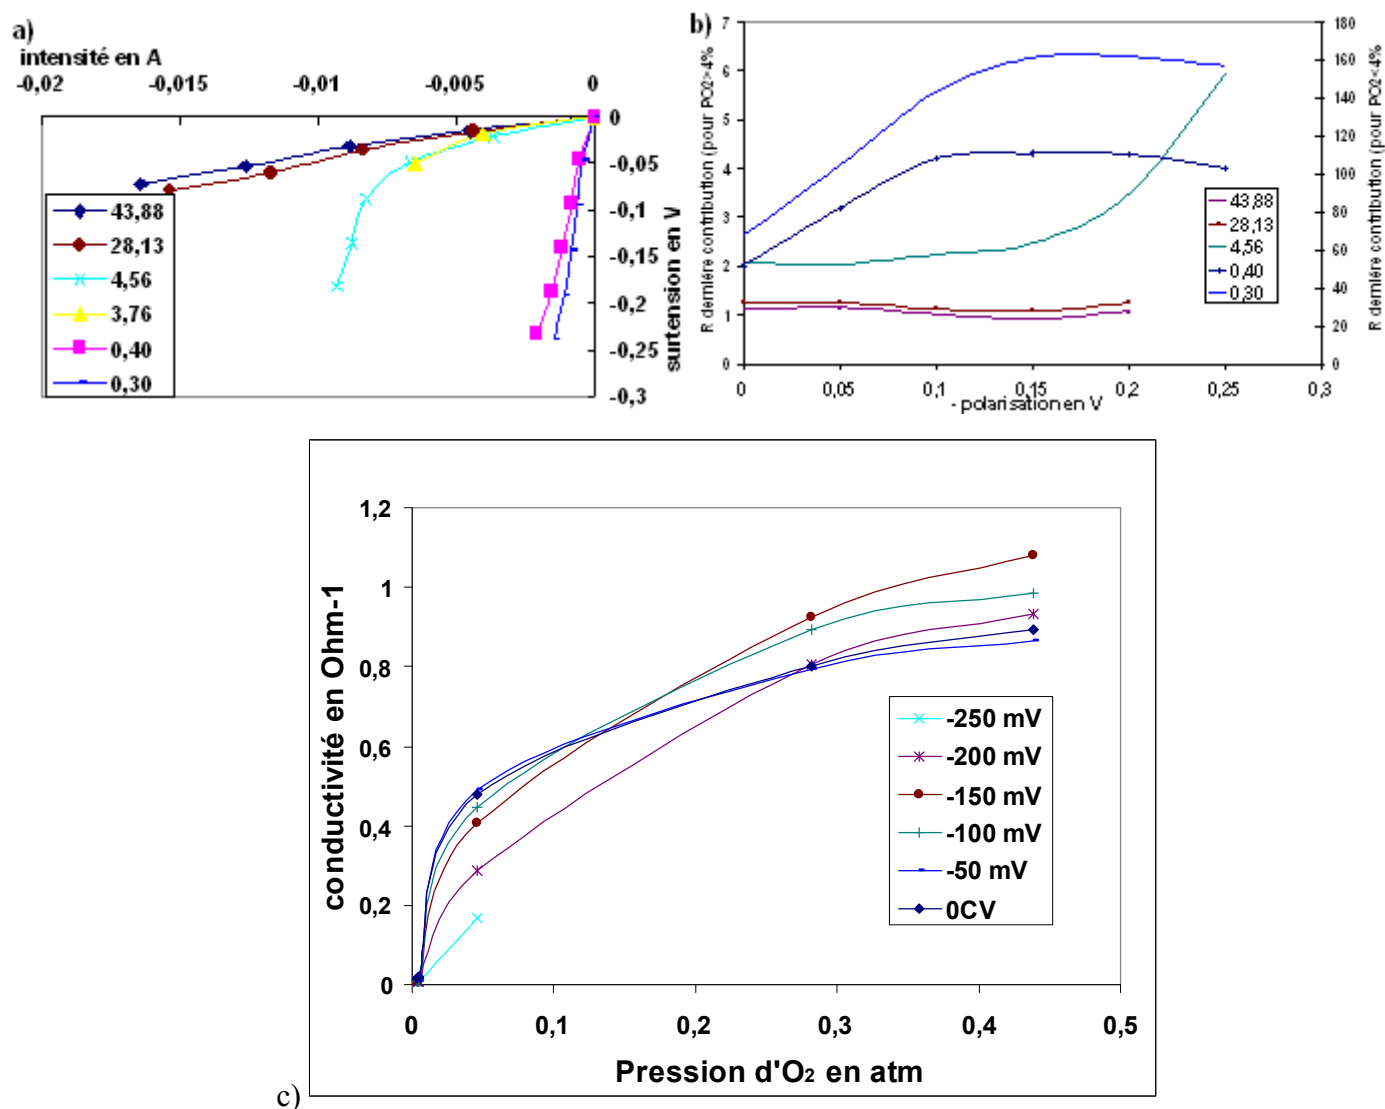 a)
intensité en A
-0,02 -0,015 -0,01 -0,005 0
0
-0,05
-0,1
-0,15
-0,2
-0,25
-0,3
surtension en V
43,88
28,13
4,56
3,76
0,40
0,30
b)
R dernière contribution (pour PO2>4%
7
6
5
4
3
2
1
0
180
160
140
120
100
80
60
40
20
0
R dernière contribution (pour PO2<4%
43,88
28,13
4,56
0,40
0,30
0 0,05 0,1 0,15 0,2 0,25 0,3
- polarisation en V
c)
conductivité en Ohm-1
1,2
1
0,8
0,6
0,4
0,2
0
-250 mV
-200 mV
-150 mV
-100 mV
-50 mV
0CV
0 0,1 0,2 0,3 0,4 0,5
Pression d'O2 en atm